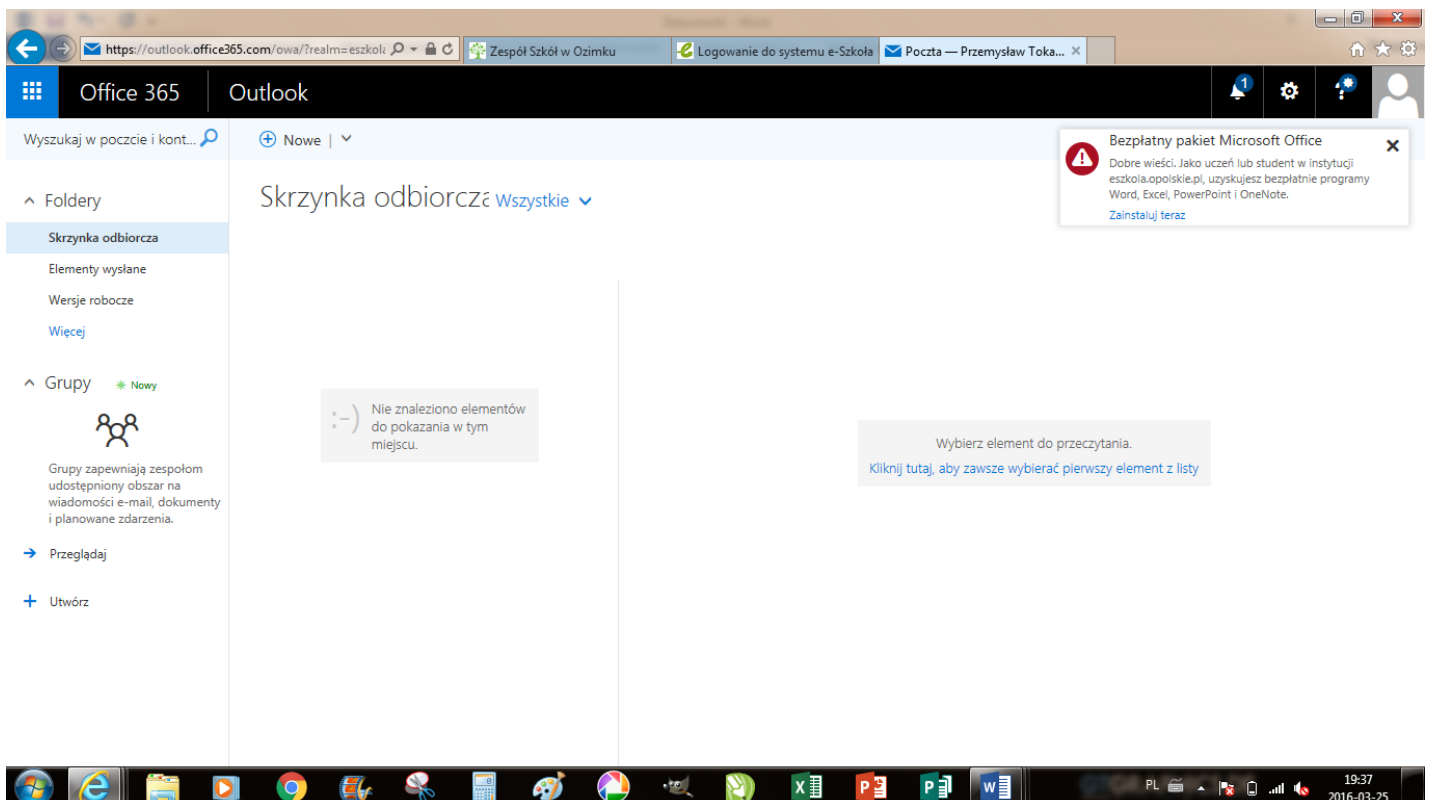 https://outlook.office365.com/owa/?realm=eszkola
Zespół Szkół w Ozimku
Logowanie do systemu e-Szkoła
Poczta — Przemysław Toka...
Office 365
Outlook
1
?
Wyszukaj w poczcie i kont...
Nowe
Bezpłatny pakiet Microsoft Office
Dobre wieści. Jako uczeń lub student w instytucji
eszkola.opolskie.pl, uzyskujesz bezpłatnie programy
Word, Excel, PowerPoint i OneNote.
Zainstaluj teraz
Foldery
Skrzynka odbiorcza
Elementy wysłane
Wersje robocze
Więcej
Grupy
Nowy
Grupy zapewniają zespołom
udostępniony obszar na
wiadomości e-mail, dokumenty
i planowane zdarzenia.
Przeglądaj
Utwórz
Skrzynka odbiorcza Wszystkie
:-)
Nie znaleziono elementów
do pokazania w tym
miejscu.
Wybierz element do przeczytania.
Kliknij tutaj, aby zawsze wybierać pierwszy element z listy
PL
19:37
2016-03-25